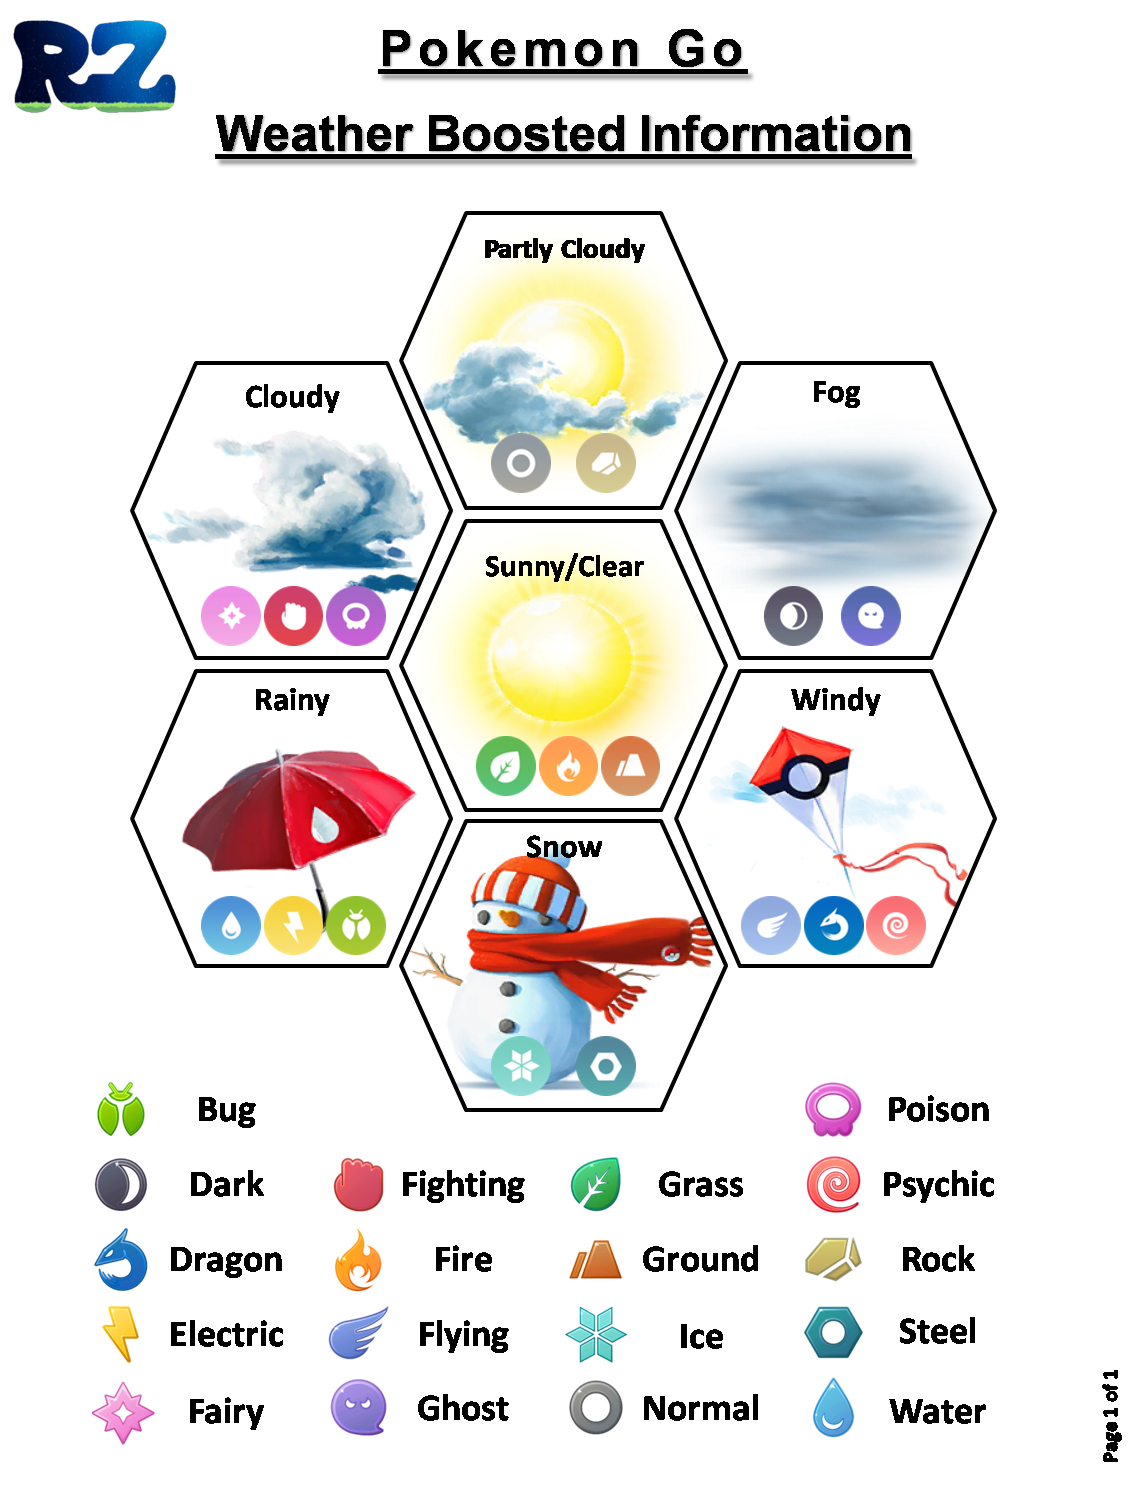 RZ
Pokemon Go
Weather Boosted Information
Partly Cloudy
Cloudy
Fog
Sunny/Clear
Rainy
Windy
Snow
Bug
Poison
Dark
Fighting
Grass
Psychic
Dragon
Fire
Ground
Rock
Electric
Flying
Ice
Steel
Fairy
Ghost
Normal
Water
Page 1 of 1